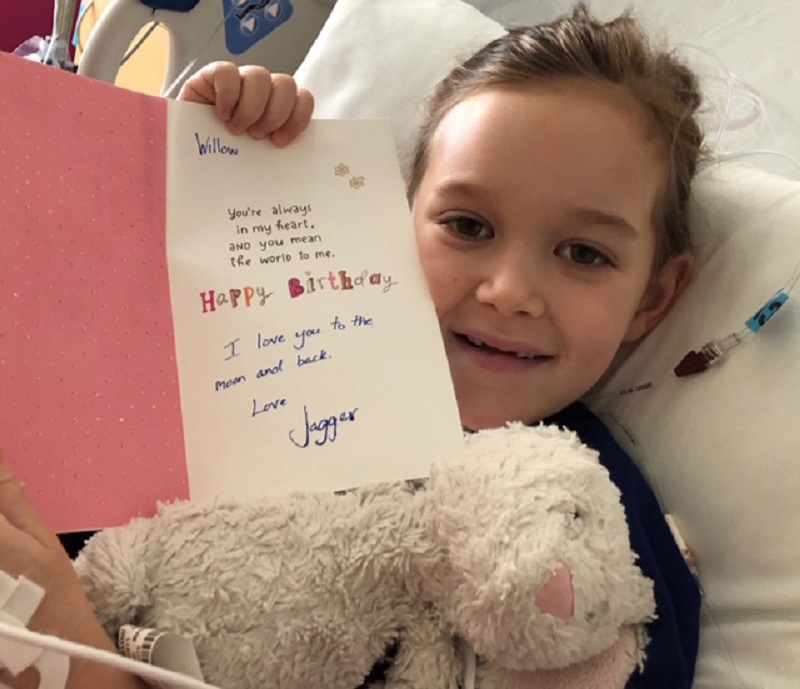 Willow
You're always
in my heart,
AND you mean
the world to me.
Happy Birthday
I love you to the
moon and back.
Love
Jagger